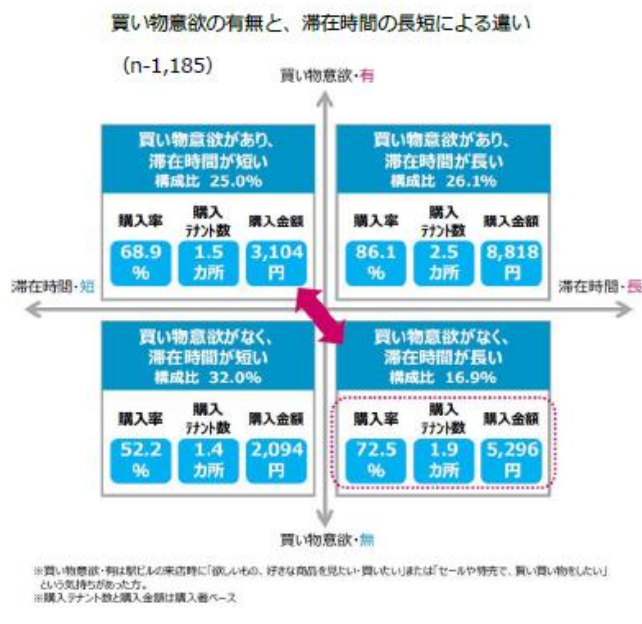 買い物意欲の有無と、滞在時間の長短による違い
(n-1,185)
買い物意欲・有
買い物意欲があり、
滞在時間が短い
構成比 25.0%
購入率
購入
テナント数
購入金額
68.9
%
1.5
カ所
3,104
円
買い物意欲があり、
滞在時間が長い
構成比 26.1%
購入率
購入
テナント数
購入金額
86.1
%
2.5
カ所
8,818
円
滞在時間・短
滞在時間・長
買い物意欲がなく、
滞在時間が短い
構成比 32.0%
購入率
購入
テナント数
購入金額
52.2
%
1.4
カ所
2,094
円
買い物意欲がなく、
滞在時間が長い
構成比 16.9%
購入率
購入
テナント数
購入金額
72.5
%
1.9
カ所
5,296
円
買い物意欲・無
※買い物意欲・有は駅ビルの来店時に「欲しいもの、好きな商品を見たい・買いたい」または「セールや特売で、買い買い物をしたい」
という気持ちがあった方。
※購入テナント数と購入金額は購入者ベース